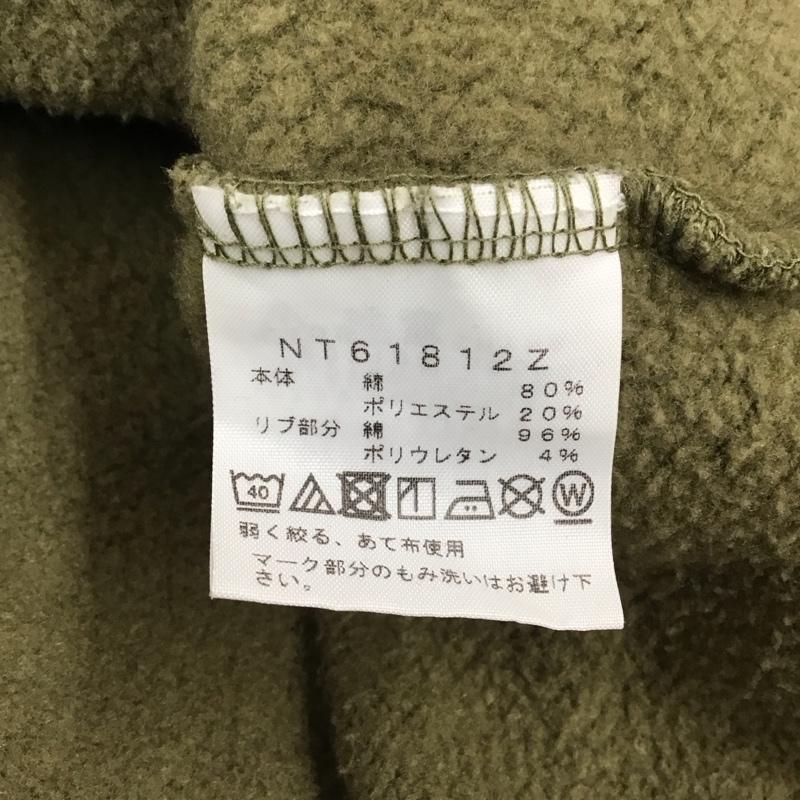 NT61812Z
本体 綿 80%
ポリエステル 20%
リブ部分 綿 96%
ポリウレタン 4%
40 W
弱く絞る、あて布使用
マーク部分のもみ洗いはお避け下
さい。